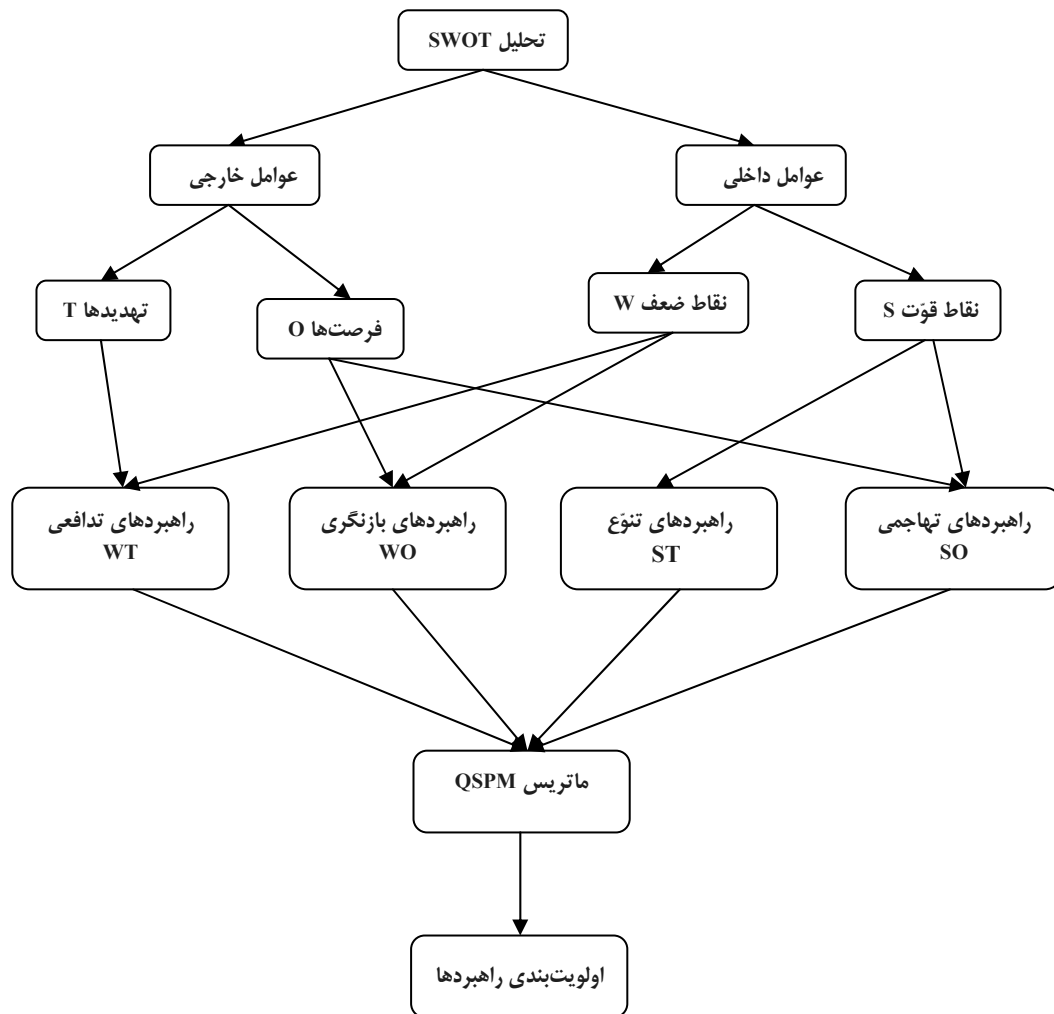 تحلیل SWOT
عوامل داخلی
عوامل خارجی
نقاط قوّت S
نقاط ضعف W
فرصت‌ها O
تهدیدها T
راهبردهای تهاجمی
SO
راهبردهای تنوّع
ST
راهبردهای بازنگری
WO
راهبردهای تدافعی
WT
ماتریس QSPM
اولویت‌بندی راهبردها